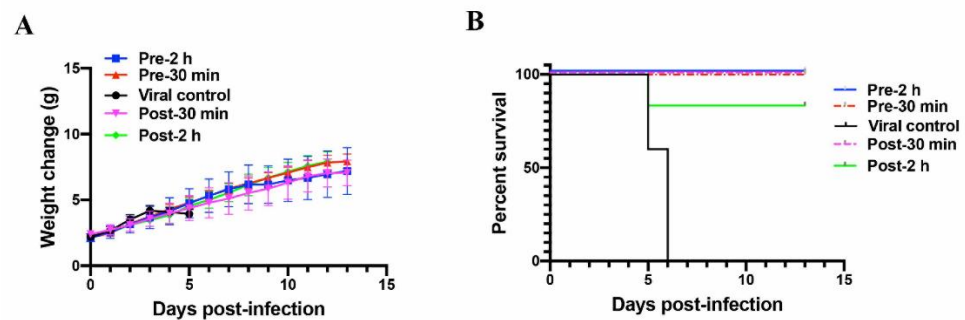 A
Pre-2 h
Pre-30 min
Viral control
Post-30 min
Post-2 h
Weight change (g)
15
10
5
0
0
5
10
15
Days post-infection
B
Percent survival
100
50
0
0
5
10
15
Days post-infection
Pre-2 h
Pre-30 min
Viral control
Post-30 min
Post-2 h